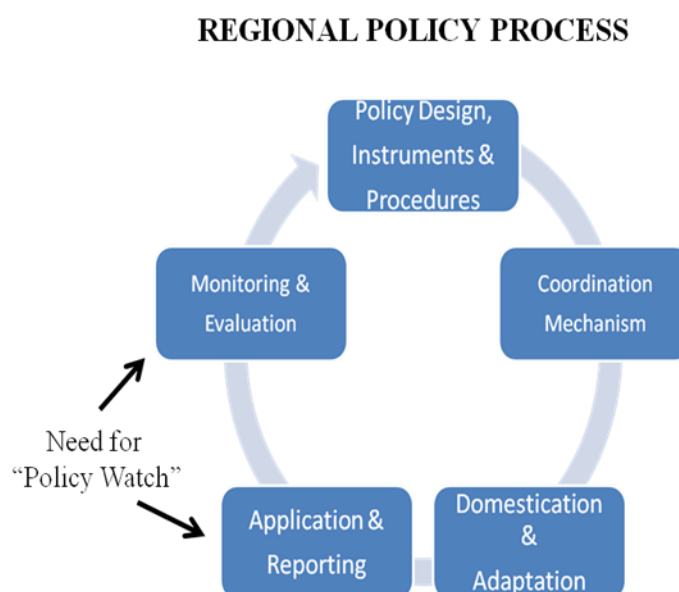 REGIONAL POLICY PROCESS
Policy Design,
Instruments &
Procedures
Coordination
Mechanism
Domestication
&
Adaptation
Application &
Reporting
Monitoring &
Evaluation
Need for
“Policy Watch”